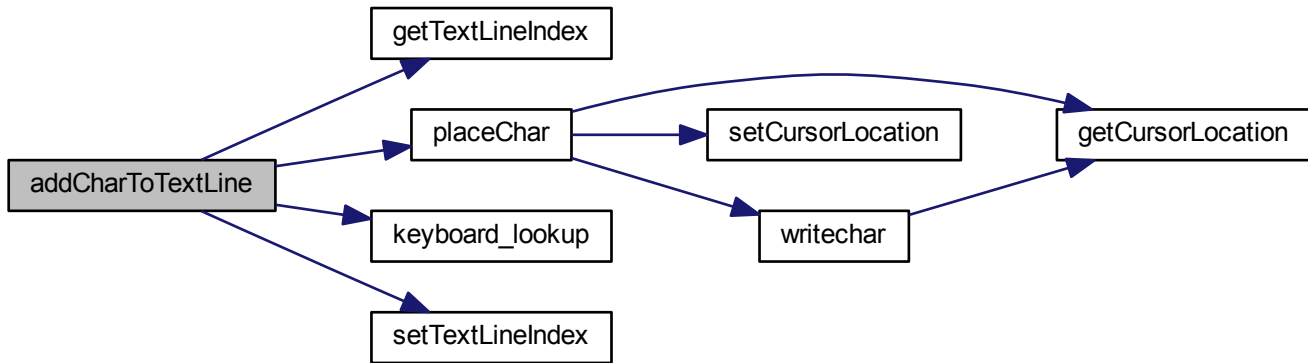 getTextLineIndex
placeChar
setCursorLocation
getCursorLocation
addCharToTextLine
keyboard_lookup
writechar
setTextLineIndex